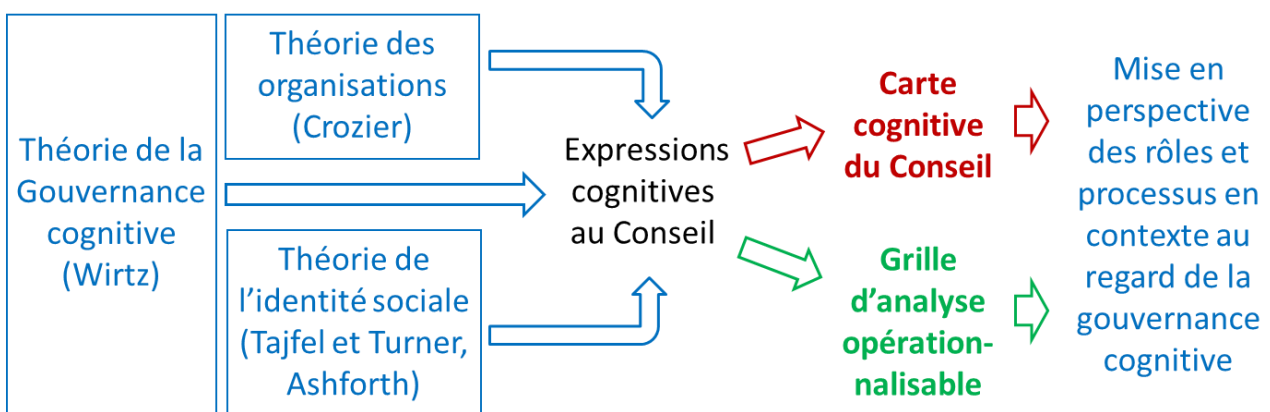 Théorie de la
Gouvernance
cognitive
(Wirtz)
Théorie des
organisations
(Crozier)
Théorie de
l’identité sociale
(Tajfel et Turner,
Ashforth)
Expressions
cognitives
au Conseil
Carte
cognitive
du Conseil
Grille
d’analyse
opération-
nalisable
Mise en
perspective
des rôles et
processus en
contexte au
regard de la
gouvernance
cognitive